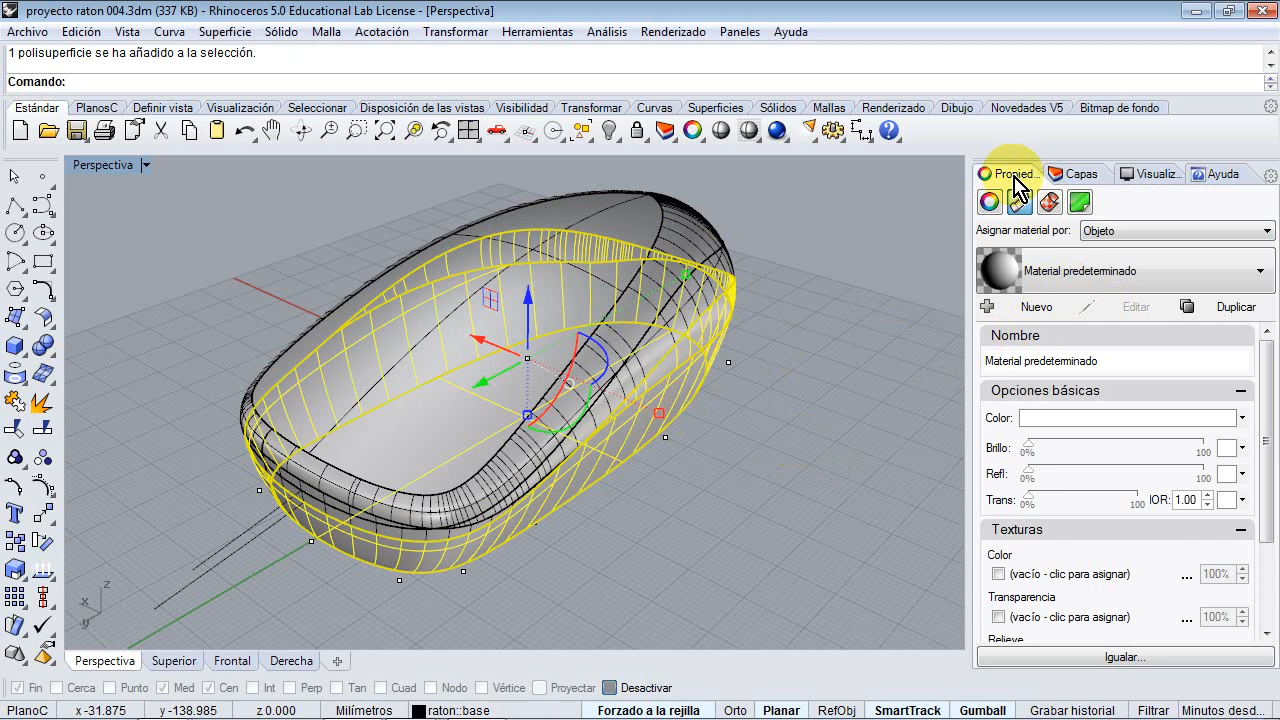 proyecto raton 004.3dm (337 KB) - Rhinoceros 5.0 Educational Lab License - [Perspectiva]
Archivo Edición Vista Curva Superficie Sólido Malla Acotación Transformar Herramientas Análisis Renderizado Paneles Ayuda
1 polisuperficie se ha añadido a la selección.
Comando:
Estándar PlanosC Definir vista Visualización Seleccionar Disposición de las vistas Visibilidad Transformar Curvas Superficies Sólidos Mallas Renderizado Dibujo Novedades V5 Bitmap de fondo
Perspectiva
Propied... Capas Visualiz... Ayuda
Asignar material por: Objeto
Material predeterminado
Nuevo Editar Duplicar
Nombre
Material predeterminado
Opciones básicas
Color:
Brillo: 0% 100
Refl: 0% 100
Trans: 0% 100 IOR: 1.00
Texturas
Color
(vacío - clic para asignar) ... 100%
Transparencia
(vacío - clic para asignar) ... 100%
Relieve
Igualar...
z
x
y
Perspectiva Superior Frontal Derecha
Fin Cerca Punto Med Cen Int Perp Tan Cuad Nodo Vértice Proyectar Desactivar
PlanoC x -31.875 y -138.985 z 0.000 Milímetros raton::base Forzado a la rejilla Orto Planar RefObj SmartTrack Gumball Grabar historial Filtrar Minutos desd...